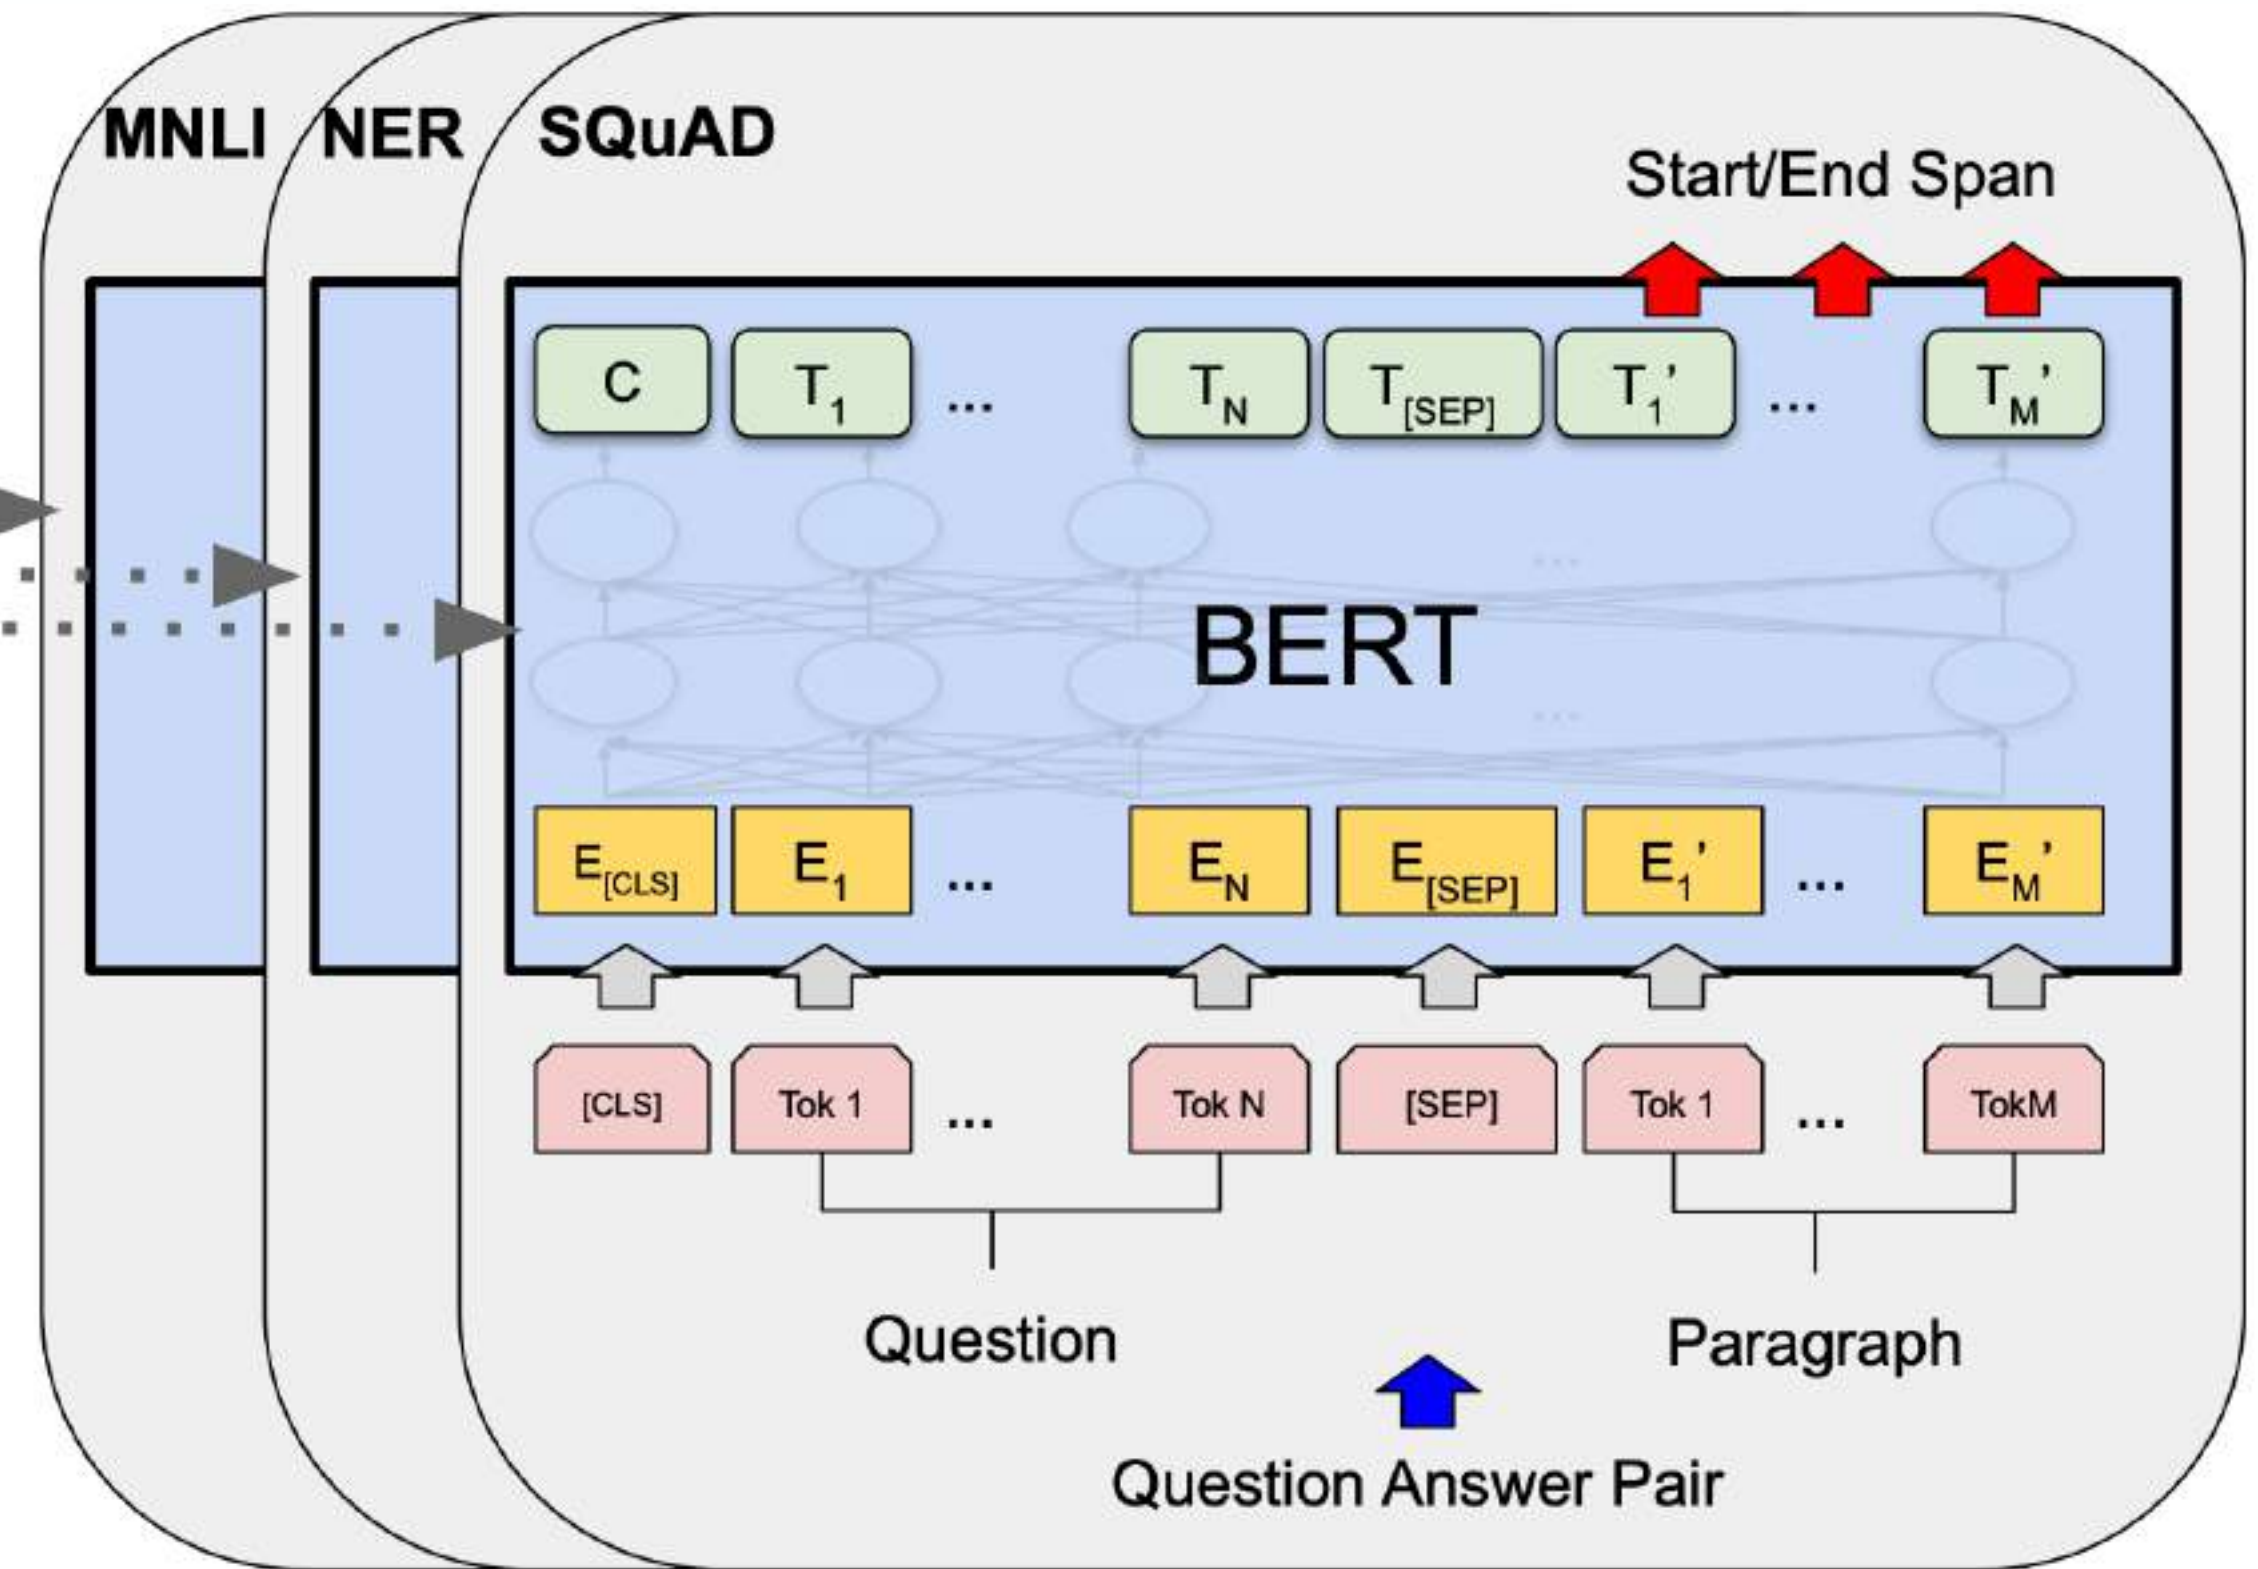 MNLI NER SQuAD
Start/End Span
C T1 ... TN T[SEP] T1’ ... TM’
...
BERT
...
E[CLS] E1 ... EN E[SEP] E1’ ... EM’
[CLS] Tok 1 ... Tok N [SEP] Tok 1 ... TokM
Question Paragraph
Question Answer Pair